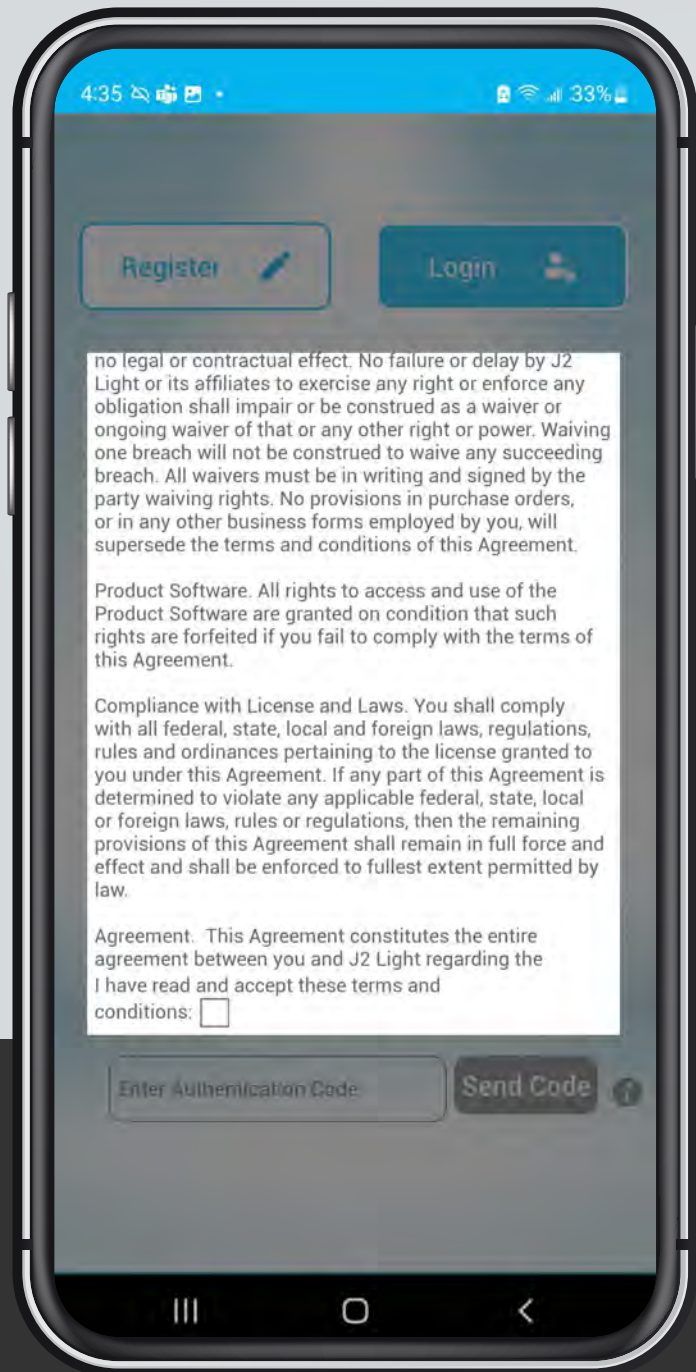 4:35
33%
Register
Login
no legal or contractual effect. No failure or delay by J2
Light or its affiliates to exercise any right or enforce any
obligation shall impair or be construed as a waiver or
ongoing waiver of that or any other right or power. Waiving
one breach will not be construed to waive any succeeding
breach. All waivers must be in writing and signed by the
party waiving rights. No provisions in purchase orders,
or in any other business forms employed by you, will
supersede the terms and conditions of this Agreement.
Product Software. All rights to access and use of the
Product Software are granted on condition that such
rights are forfeited if you fail to comply with the terms of
this Agreement.
Compliance with License and Laws. You shall comply
with all federal, state, local and foreign laws, regulations,
rules and ordinances pertaining to the license granted to
you under this Agreement. If any part of this Agreement is
determined to violate any applicable federal, state, local
or foreign laws, rules or regulations, then the remaining
provisions of this Agreement shall remain in full force and
effect and shall be enforced to fullest extent permitted by
law.
Agreement.  This Agreement constitutes the entire
agreement between you and J2 Light regarding the
I have read and accept these terms and
conditions:
Enter Authentication Code
Send Code